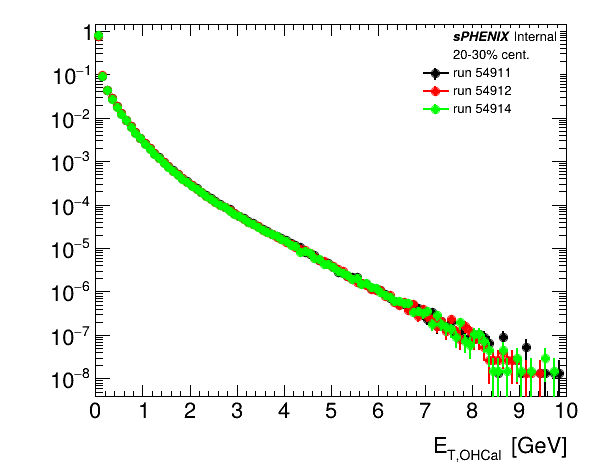 sPHENIX Internal
20-30% cent.
run 54911
run 54912
run 54914
1
10⁻¹
10⁻²
10⁻³
10⁻⁴
10⁻⁵
10⁻⁶
10⁻⁷
10⁻⁸
0 1 2 3 4 5 6 7 8 9 10
E_T,OHCal [GeV]